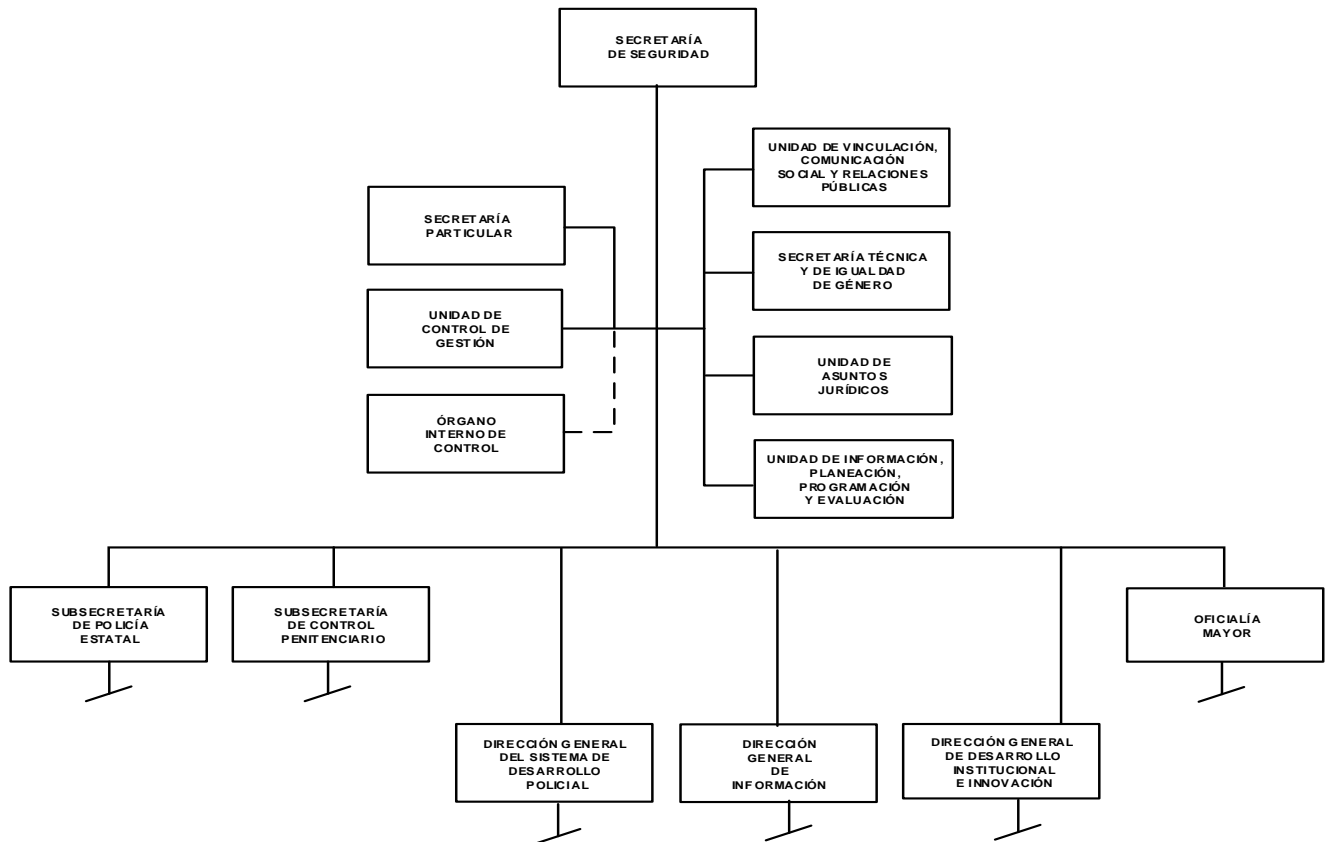 SECRETARÍA
DE SEGURIDAD
UNIDAD DE VINCULACIÓN,
COMUNICACIÓN
SOCIAL Y RELACIONES
PÚBLICAS
SECRETARÍA
PARTICULAR
SECRETARÍA TÉCNICA
Y DE IGUALDAD
DE GÉNERO
UNIDAD DE
CONTROL DE
GESTIÓN
UNIDAD DE
ASUNTOS
JURÍDICOS
ÓRGANO
INTERNO DE
CONTROL
UNIDAD DE INFORMACIÓN,
PLANEACIÓN,
PROGRAMACIÓN
Y EVALUACIÓN
SUBSECRETARÍA
DE POLICÍA
ESTATAL
SUBSECRETARÍA
DE CONTROL
PENITENCIARIO
OFICIALÍA
MAYOR
DIRECCIÓN GENERAL
DEL SISTEMA DE
DESARROLLO
POLICIAL
DIRECCIÓN
GENERAL
DE
INFORMACIÓN
DIRECCIÓN GENERAL
DE DESARROLLO
INSTITUCIONAL
E INNOVACIÓN